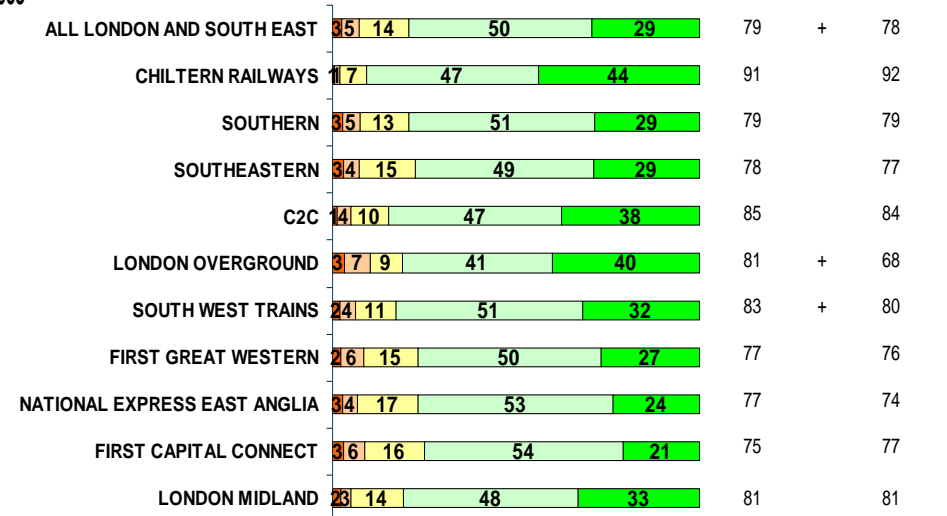 ALL LONDON AND SOUTH EAST 3 5 14 50 29 79 + 78
CHILTERN RAILWAYS 1 7 47 44 91 92
SOUTHERN 3 5 13 51 29 79 79
SOUTHEASTERN 3 4 15 49 29 78 77
C2C 1 4 10 47 38 85 84
LONDON OVERGROUND 3 7 9 41 40 81 + 68
SOUTH WEST TRAINS 2 4 11 51 32 83 + 80
FIRST GREAT WESTERN 2 6 15 50 27 77 76
NATIONAL EXPRESS EAST ANGLIA 3 4 17 53 24 77 74
FIRST CAPITAL CONNECT 3 6 16 54 21 75 77
LONDON MIDLAND 2 3 14 48 33 81 81